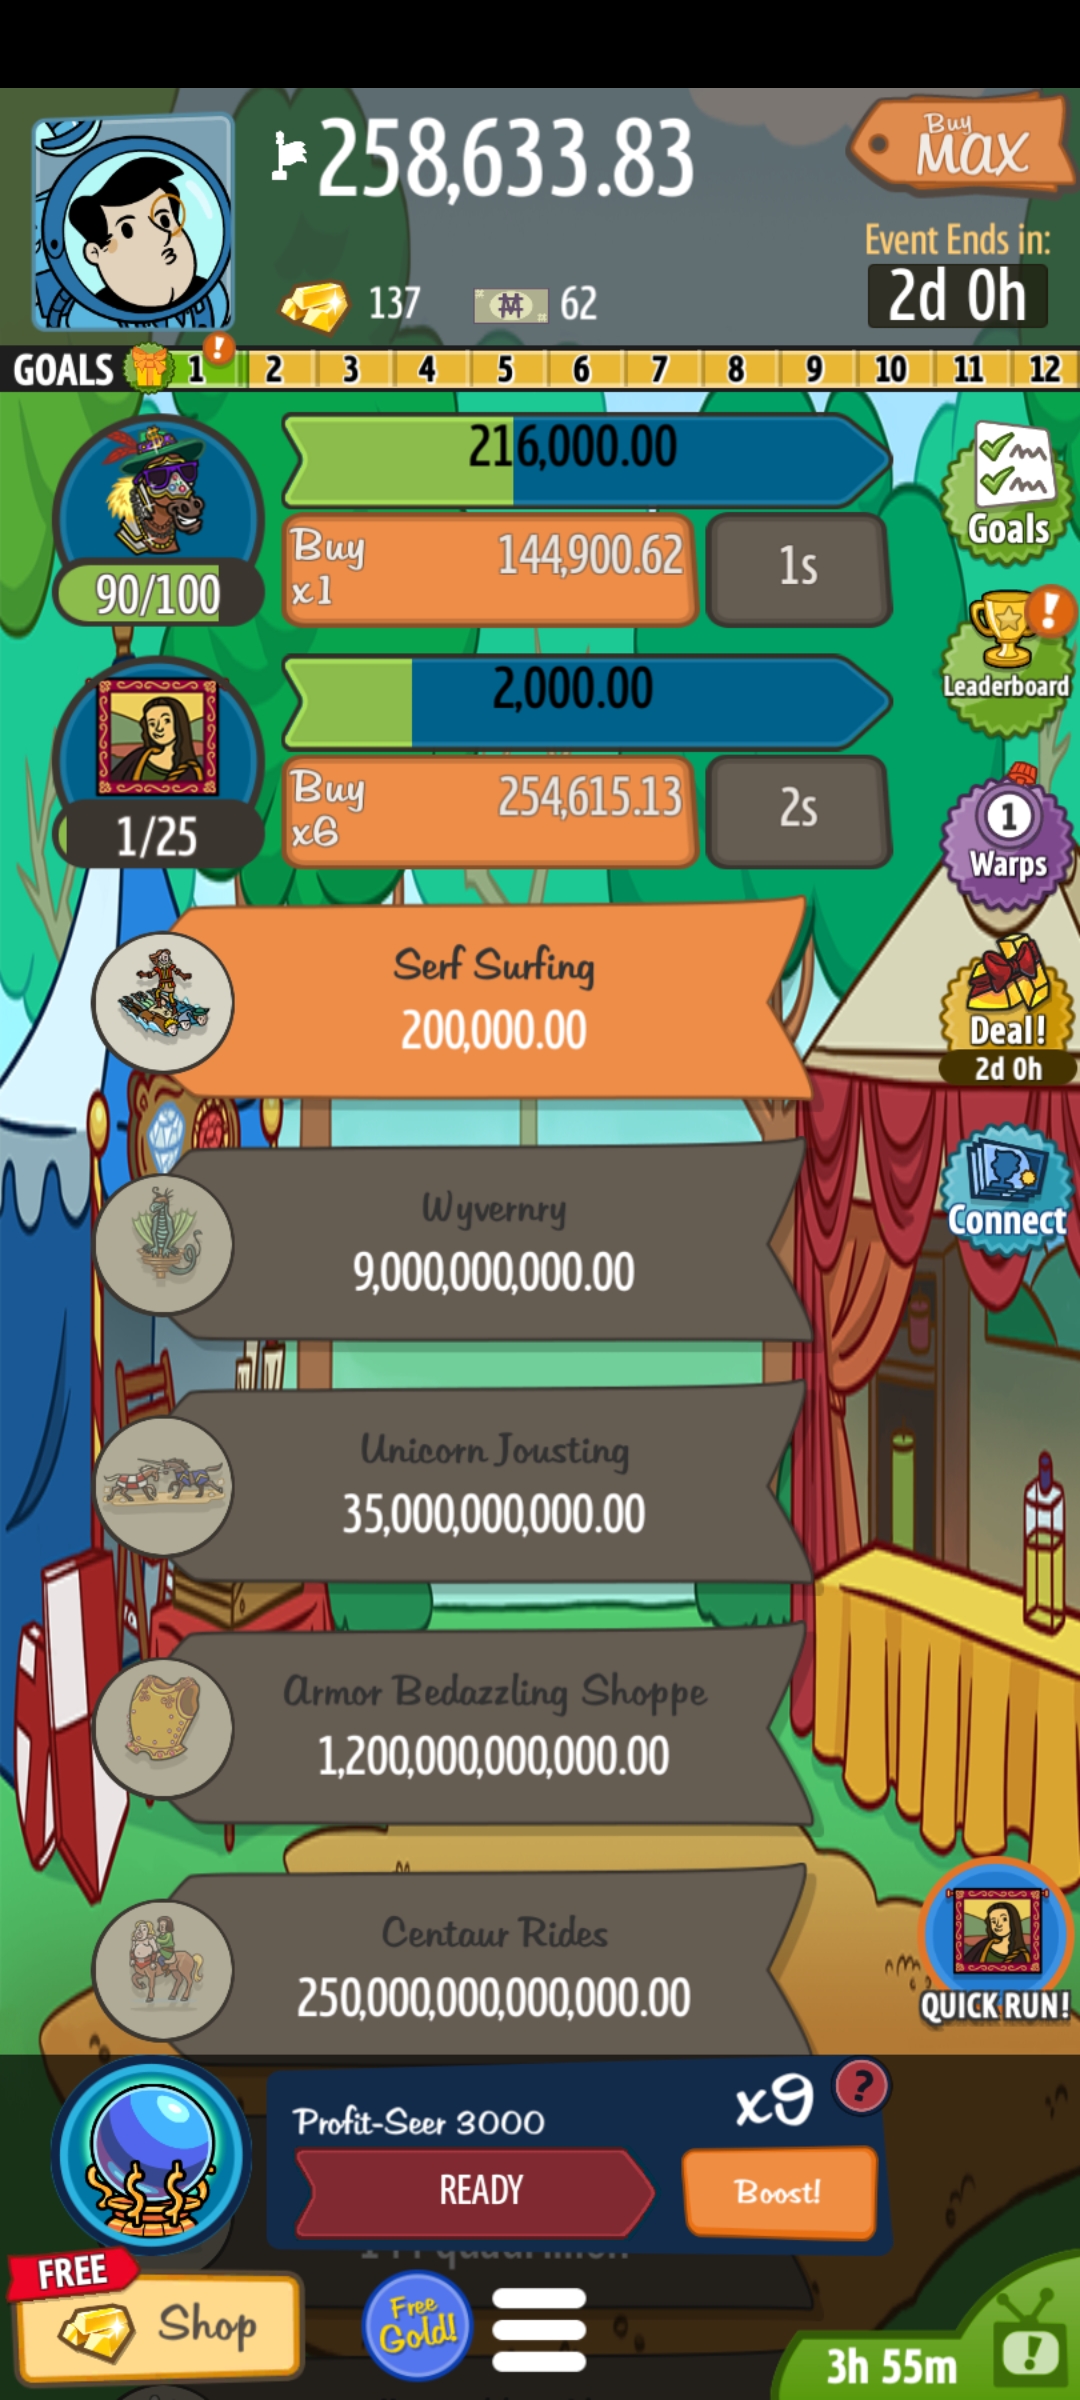 258,633.83
Buy
MAX
137
62
Event Ends in:
2d 0h
GOALS 1 ! 2 3 4 5 6 7 8 9 10 11 12
216,000.00
Buy
x1
144,900.62
1s
90/100
Goals
2,000.00
Buy
x6
254,615.13
2s
1/25
!
Leaderboard
1
Warps
Serf Surfing
200,000.00
Deal!
2d 0h
Wyvernry
9,000,000,000.00
Connect
Unicorn Jousting
35,000,000,000.00
Armor Bedazzling Shoppe
1,200,000,000,000.00
Centaur Rides
250,000,000,000,000.00
QUICK RUN!
Profit-Seer 3000
x9
?
READY
Boost!
FREE
Shop
Free
Gold!
3h 55m
!